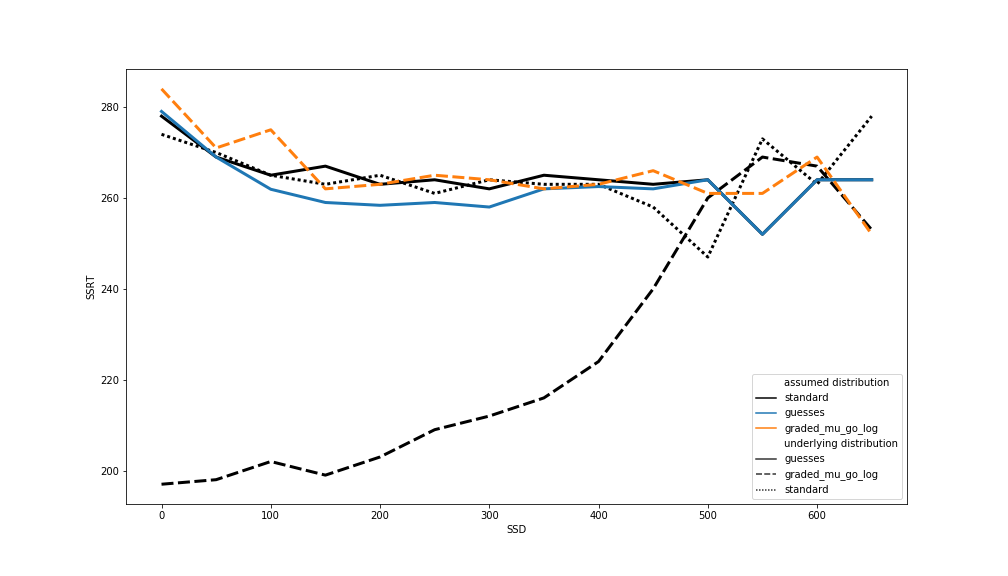 280
260
240
220
200
SSRT
0 100 200 300 400 500 600
SSD
assumed distribution
standard
guesses
graded_mu_go_log
underlying distribution
guesses
graded_mu_go_log
standard